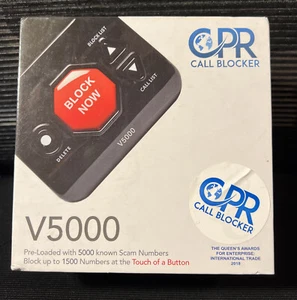 CPR
CALL BLOCKER
BLOCK LIST
CALL LIST
BLOCK
NOW
DELETE
V5000
V5000
Pre-Loaded with 5000 known Scam Numbers
Block up to 1500 Numbers at the Touch of a Button
CPR
CALL BLOCKER
THE QUEEN'S AWARDS
FOR ENTERPRISE:
INTERNATIONAL TRADE
2018